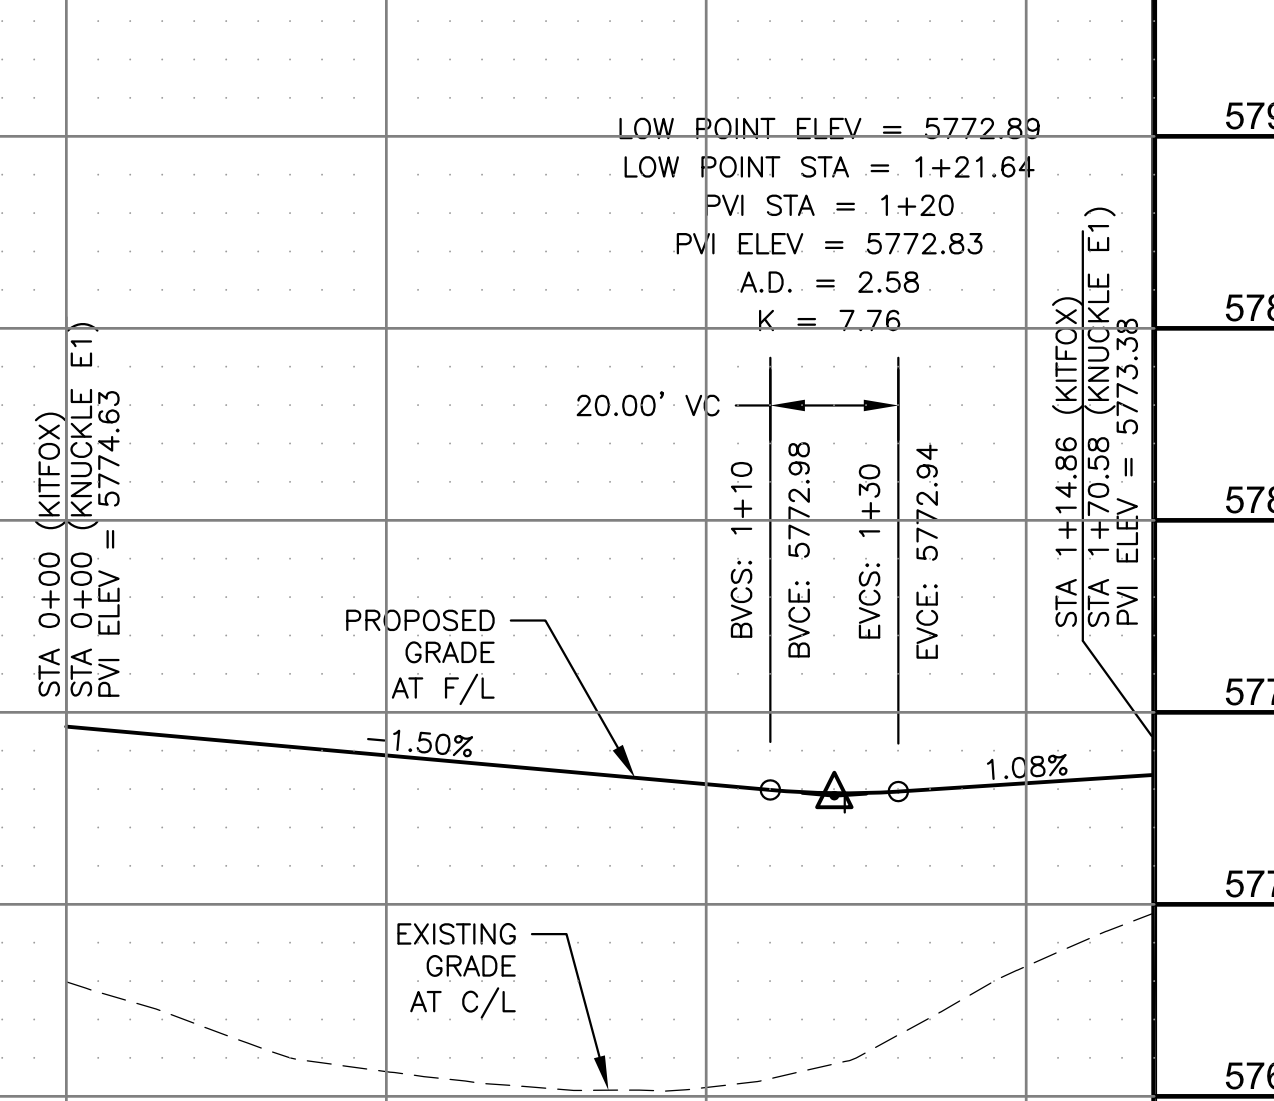 LOW POINT ELEV = 5772.89
LOW POINT STA = 1+21.64
PVI STA = 1+20
PVI ELEV = 5772.83
A.D. = 2.58
K = 7.76
20.00' VC
STA 0+00 (KITFOX)
STA 0+00 (KNUCKLE E1)
PVI ELEV = 5774.63
BVCS: 1+10
BVCE: 5772.98
EVCS: 1+30
EVCE: 5772.94
STA 1+14.86 (KITFOX)
STA 1+70.58 (KNUCKLE E1)
PVI ELEV = 5773.38
PROPOSED
GRADE
AT F/L
-1.50%
1.08%
EXISTING
GRADE
AT C/L